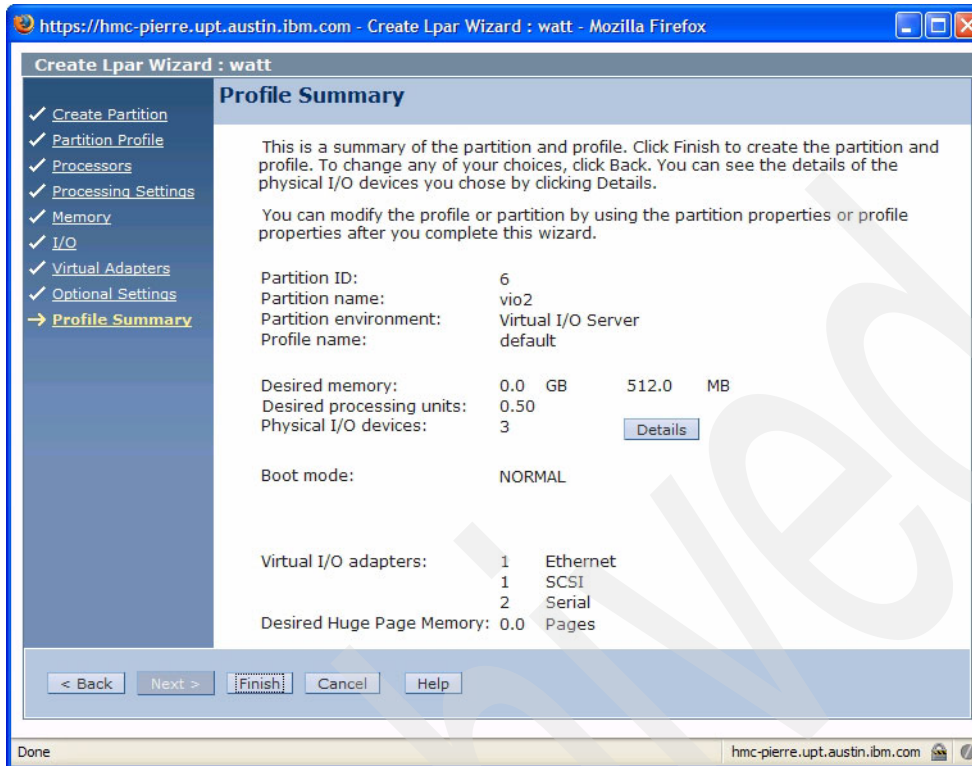 https://hmc-pierre.upt.austin.ibm.com - Create Lpar Wizard : watt - Mozilla Firefox
Create Lpar Wizard : watt
Create Partition
Partition Profile
Processors
Processing Settings
Memory
I/O
Virtual Adapters
Optional Settings
Profile Summary
Profile Summary
This is a summary of the partition and profile. Click Finish to create the partition and
profile. To change any of your choices, click Back. You can see the details of the
physical I/O devices you chose by clicking Details.
You can modify the profile or partition by using the partition properties or profile
properties after you complete this wizard.
Partition ID: 6
Partition name: vio2
Partition environment: Virtual I/O Server
Profile name: default
Desired memory: 0.0 GB 512.0 MB
Desired processing units: 0.50
Physical I/O devices: 3 Details
Boot mode: NORMAL
Virtual I/O adapters: 1 Ethernet
1 SCSI
2 Serial
Desired Huge Page Memory: 0.0 Pages
< Back Next > Finish Cancel Help
Done hmc-pierre.upt.austin.ibm.com